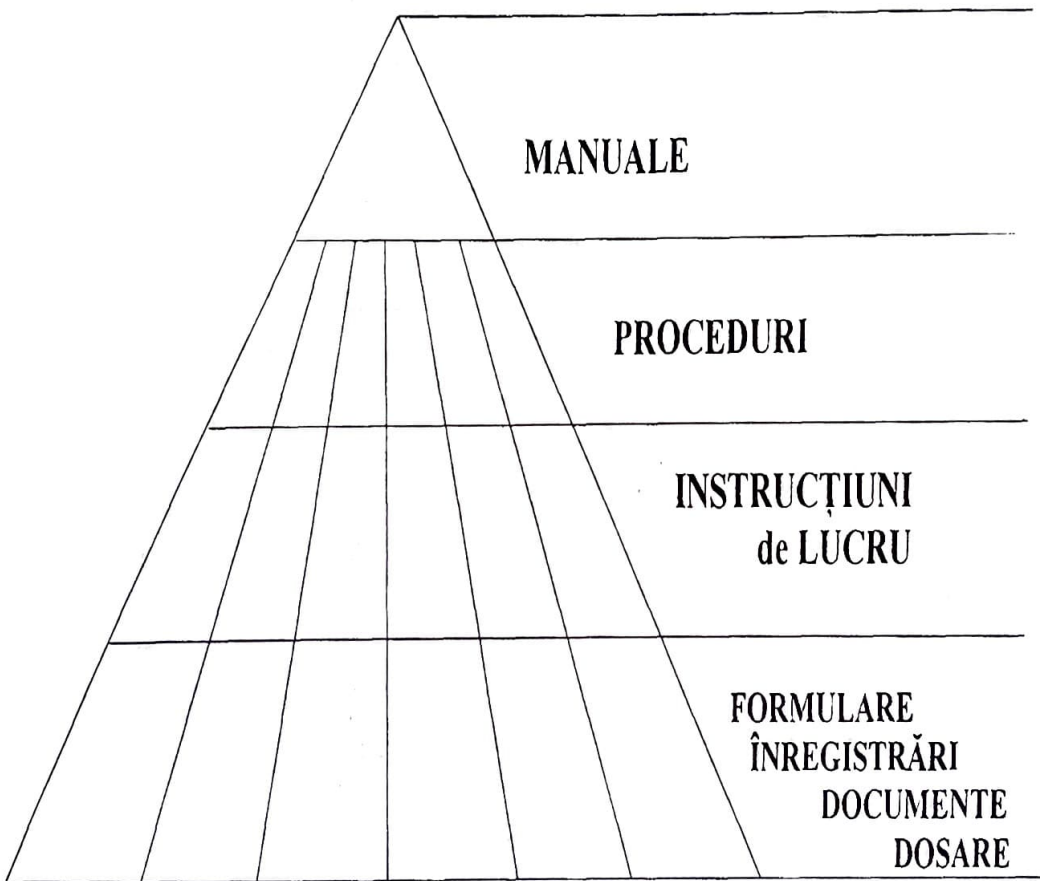 MANUALE
PROCEDURI
INSTRUCȚIUNI
de LUCRU
FORMULARE
ÎNREGISTRĂRI
DOCUMENTE
DOSARE